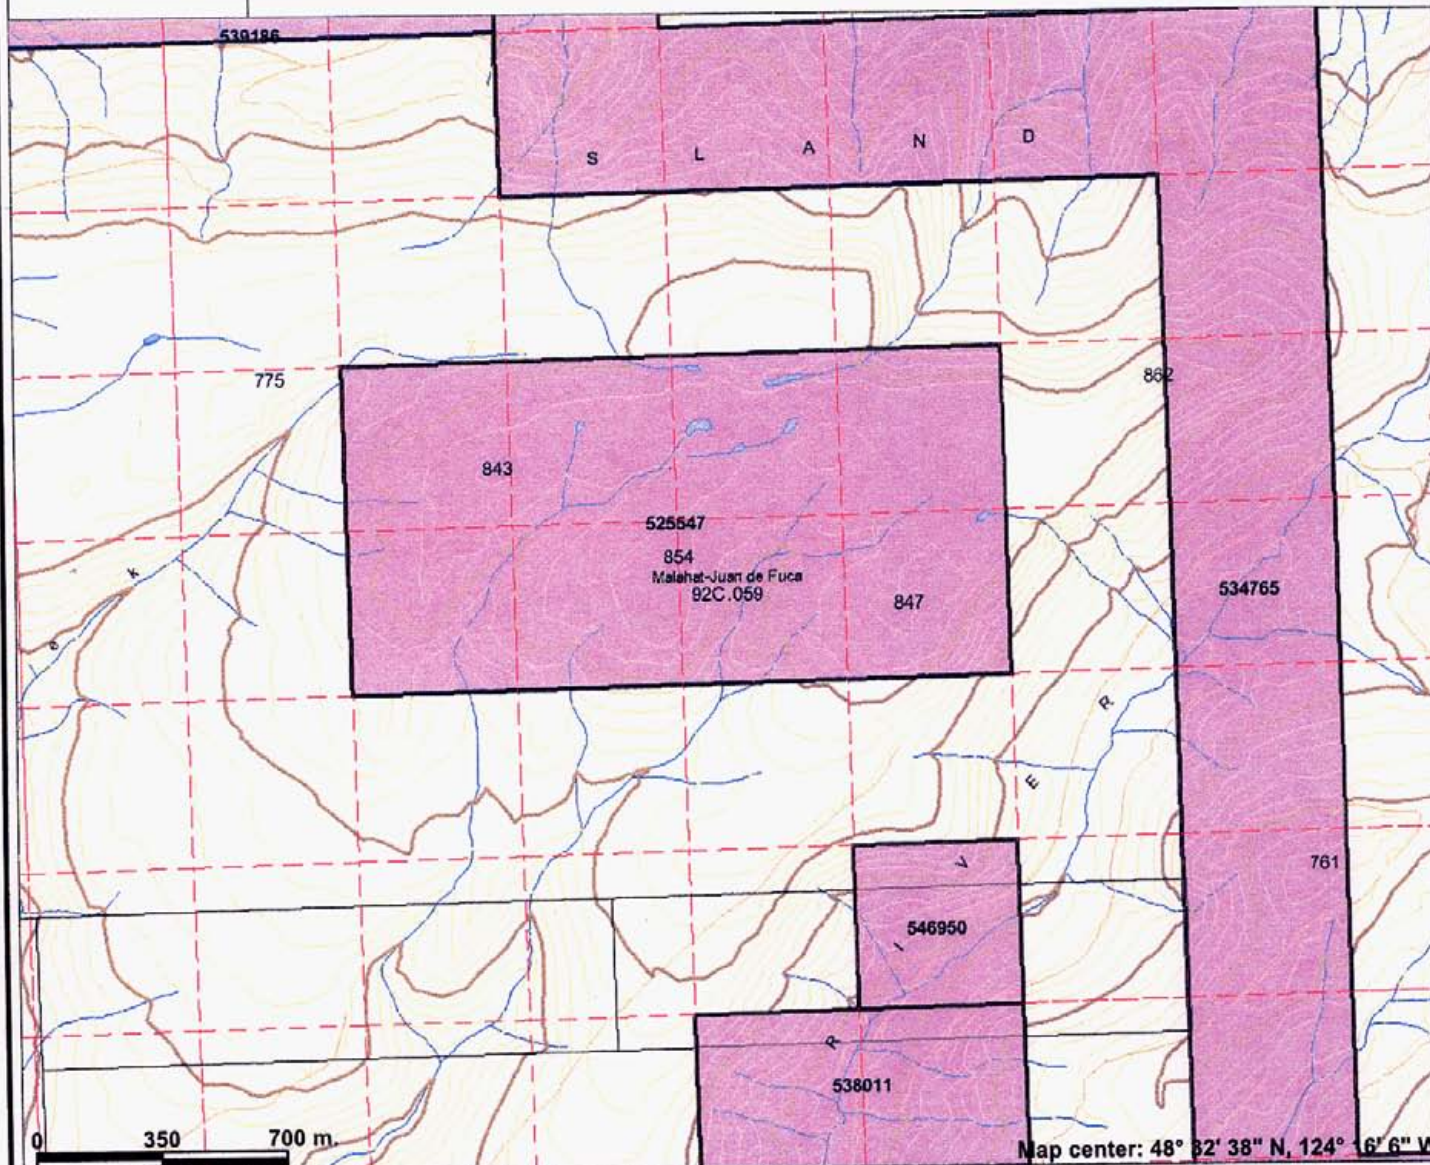 539186
S L A N D
775
862
843
525547
854
Malahat-Juan de Fuca
92C.059
847
534765
k
e
R
E
V
I
R
761
546950
538011
0 350 700 m.
Map center: 48° 32' 38" N, 124° 16' 6" W